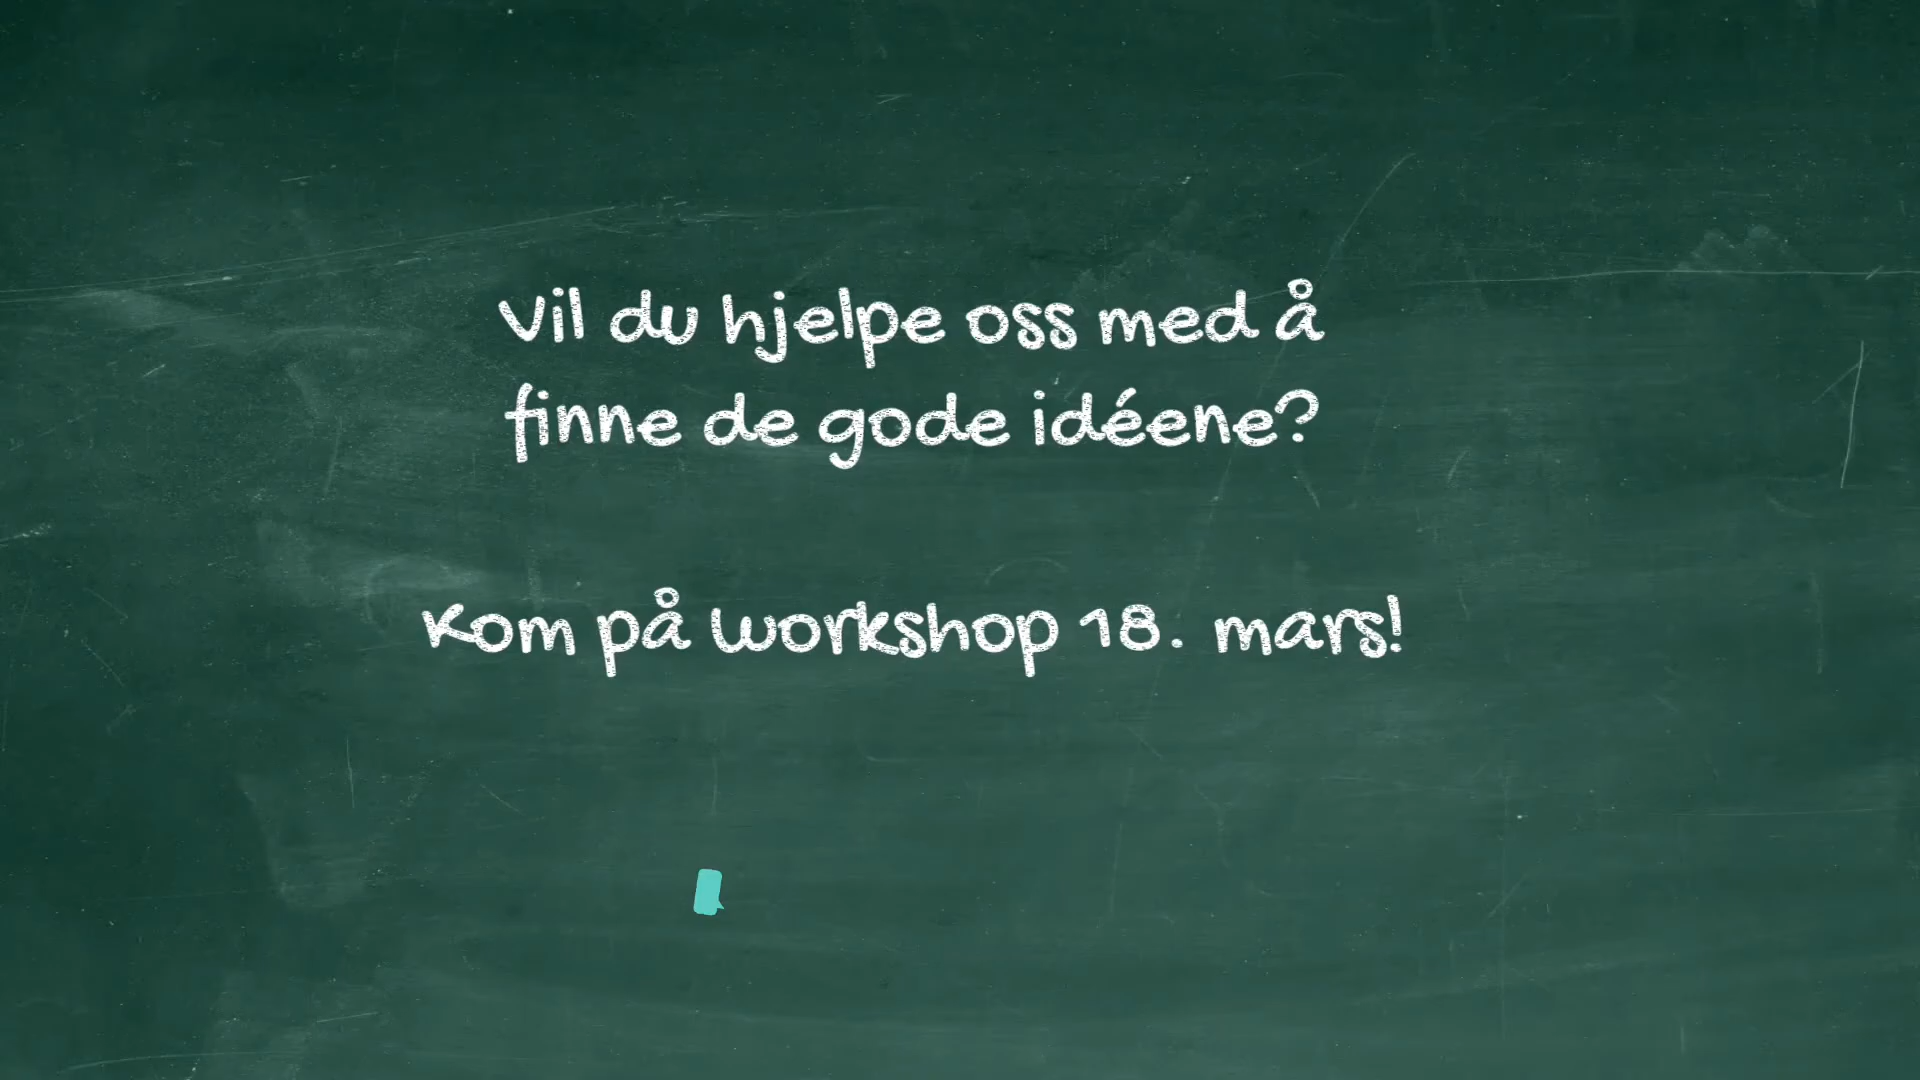 Vil du hjelpe oss med å
finne de gode idéene?
Kom på workshop 18. mars!